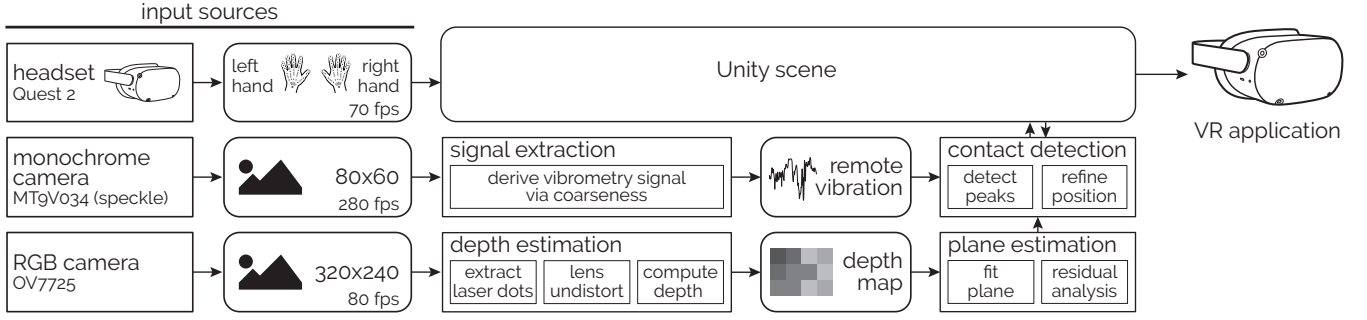 input sources
headset
Quest 2
left
hand
right
hand
70 fps
Unity scene
VR application
monochrome
camera
MT9V034 (speckle)
80x60
280 fps
signal extraction
derive vibrometry signal
via coarseness
remote
vibration
contact detection
detect
peaks
refine
position
RGB camera
OV7725
320x240
80 fps
depth estimation
extract
laser dots
lens
undistort
compute
depth
depth
map
plane estimation
fit
plane
residual
analysis